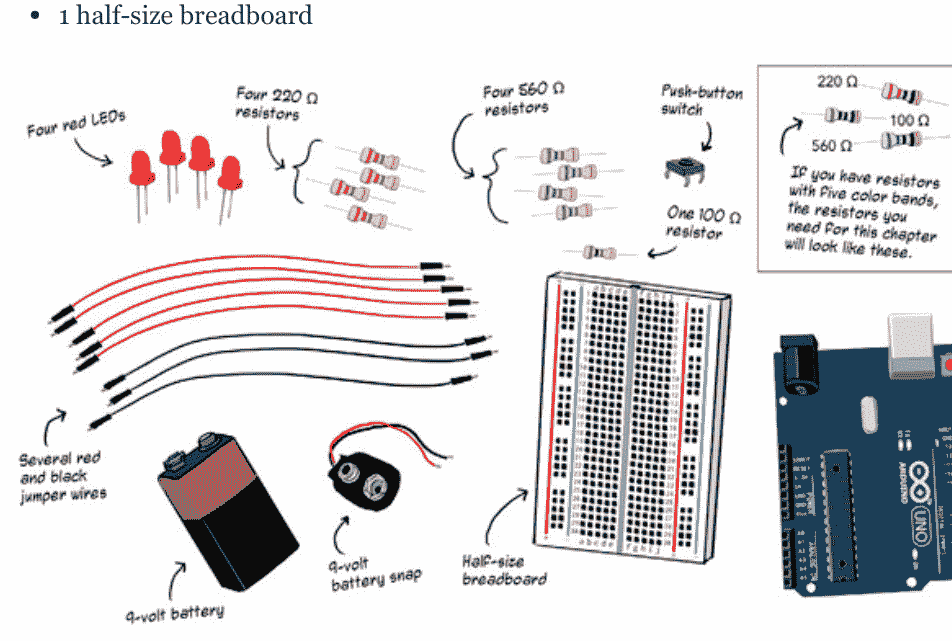 • 1 half-size breadboard
Four red LEDs
Four 220 Ω
resistors
Four 560 Ω
resistors
Push-button
switch
220 Ω
100 Ω
560 Ω
If you have resistors
with five color bands,
the resistors you
need for this chapter
will look like these.
One 100 Ω
resistor
Several red
and black
jumper wires
9-volt battery
9-volt
battery snap
Half-size
breadboard
a b c d e f g h i j
a b c d e f g h i j
ARDUINO
UNO
POWER